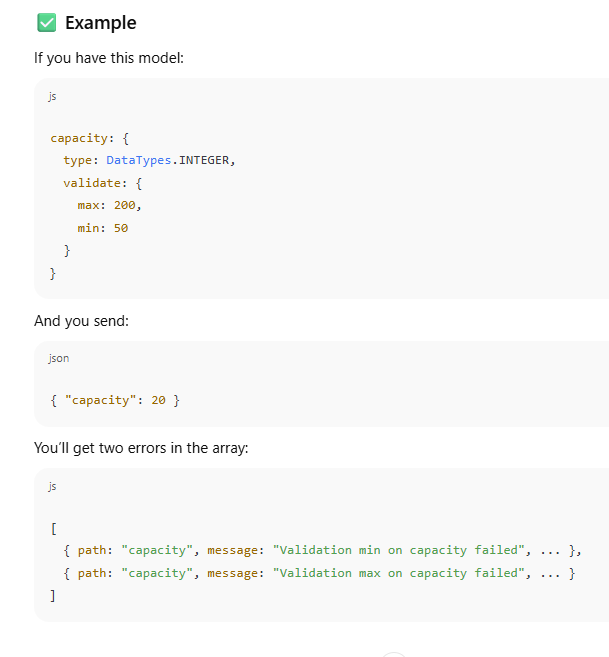 ✅ Example
If you have this model:
js
capacity: {
  type: DataTypes.INTEGER,
  validate: {
    max: 200,
    min: 50
  }
}
And you send:
json
{ "capacity": 20 }
You'll get two errors in the array:
js
[
  { path: "capacity", message: "Validation min on capacity failed", ... },
  { path: "capacity", message: "Validation max on capacity failed", ... }
]